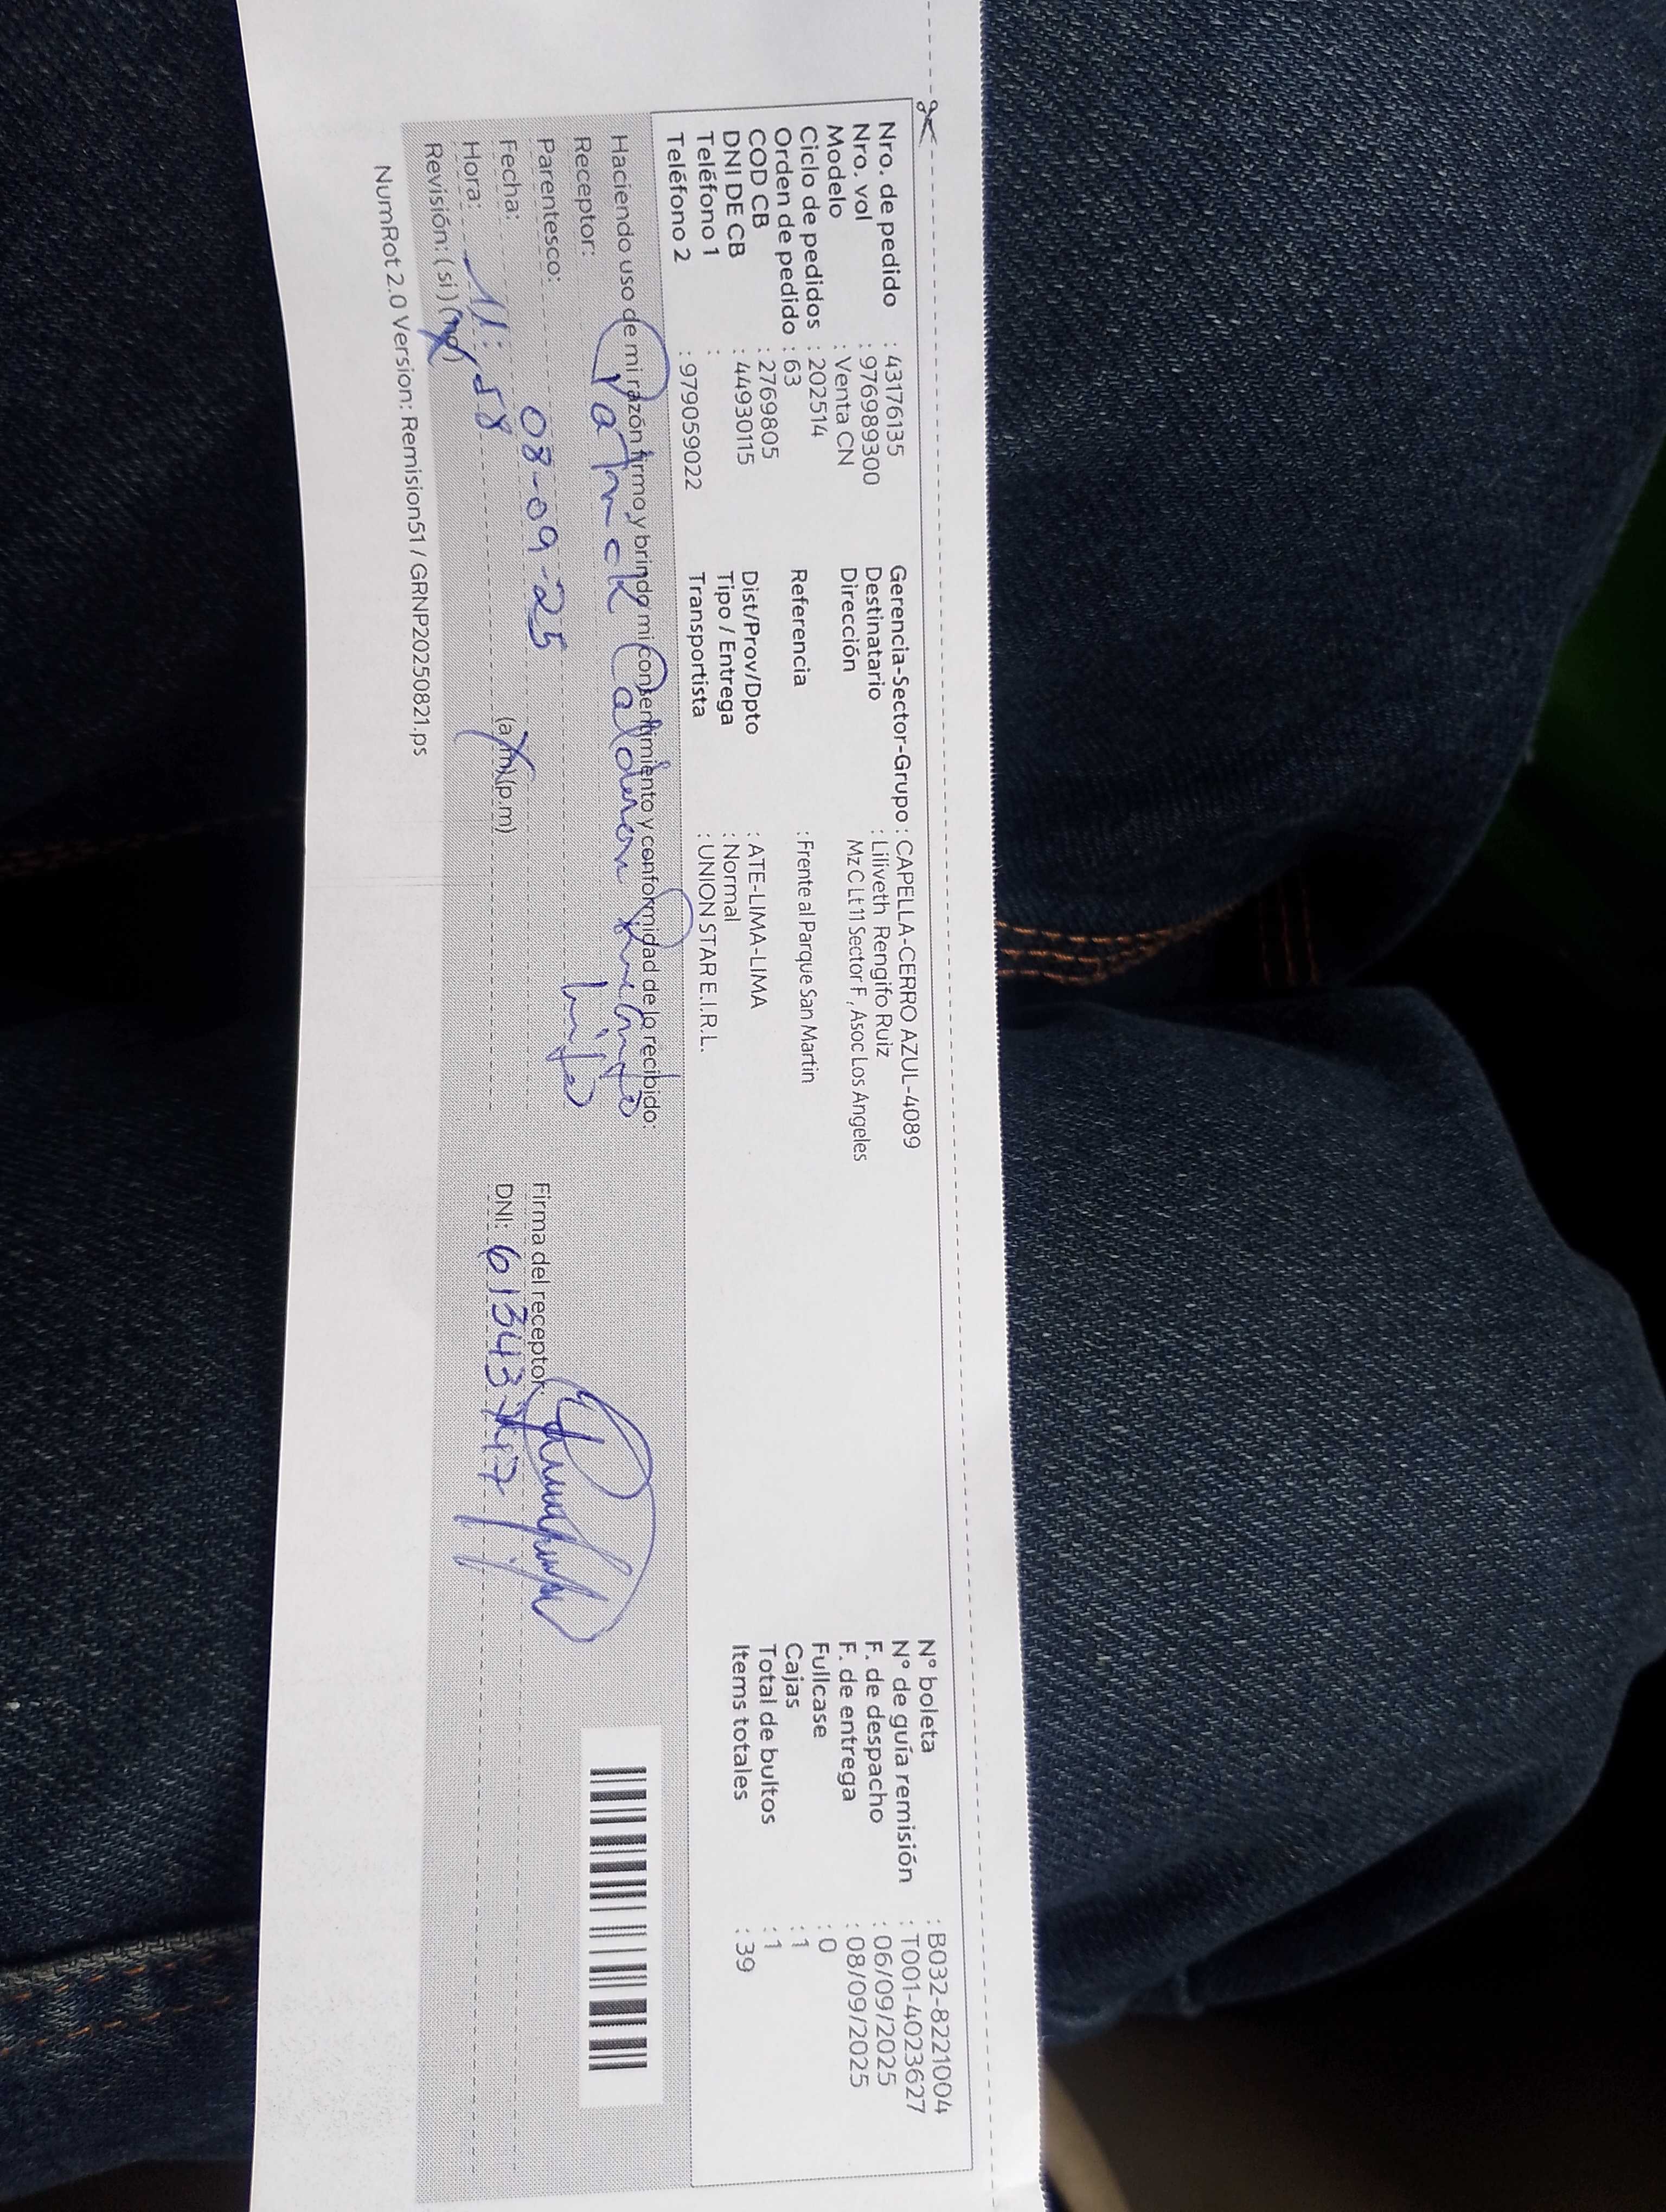 Nro. de pedido : 43176135
Nro. vol : 9769893​00
Modelo : Venta CN
Ciclo de pedidos : 202514
Orden de pedido : 63
COD CB : 2769805
DNI DE CB : 44930115
Teléfono 1 :
Teléfono 2 : 979059022
Gerencia-Sector-Grupo : CAPELLA-CERRO AZUL-4089
Destinatario : Liliveth Rengifo Ruiz
Dirección Mz C Lt 11 Sector F , Asoc Los Angeles
Referencia : Frente al Parque San Martin
Dist/Prov/Dpto : ATE-LIMA-LIMA
Tipo / Entrega : Normal
Transportista : UNION STAR E.I.R.L.
N° boleta : B032-8221004
N° de guía remisión : T001-4023627
F. de despacho : 06/09/2025
F. de entrega : 08/09/2025
Fullcase : 0
Cajas : 1
Total de bultos : 1
Items totales : 39
Haciendo uso de mi razón firmo y brindo mi consentimiento y conformidad de lo recibido:
Receptor: Patrick Calderon
Parentesco: hijo
Fecha: 08-09-25
Hora: 11:58 (a.m) (p.m)
Revisión: ( si ) ( no )
Firma del receptor:
DNI: 61343747
NumRot 2.0 Version: Remision51 / GRNP20250821.ps